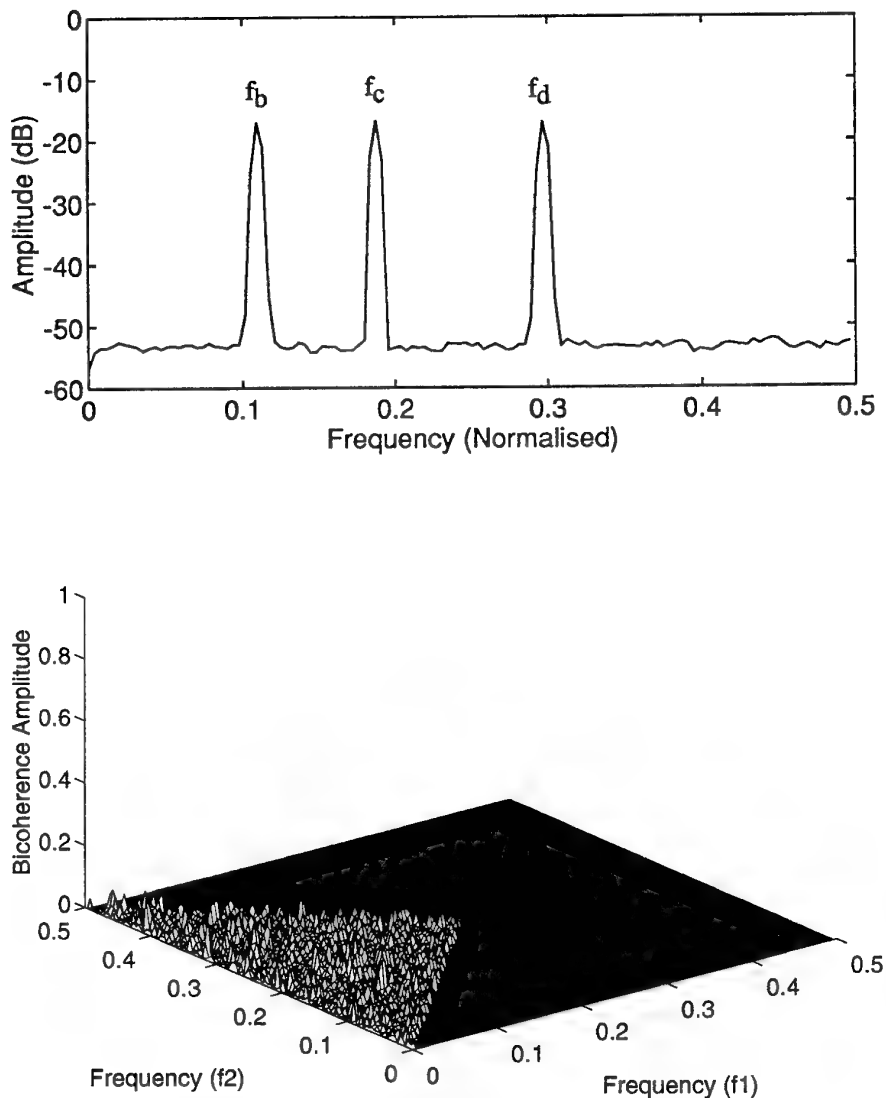 0
-10
-20
-30
-40
-50
-60
Amplitude (dB)
fb
fc
fd
0 0.1 0.2 0.3 0.4 0.5
Frequency (Normalised)
1
0.8
0.6
0.4
0.2
0
Bicoherence Amplitude
0.5
0.4
0.3
0.2
0.1
0
Frequency (f2)
0
0.1
0.2
0.3
0.4
0.5
Frequency (f1)